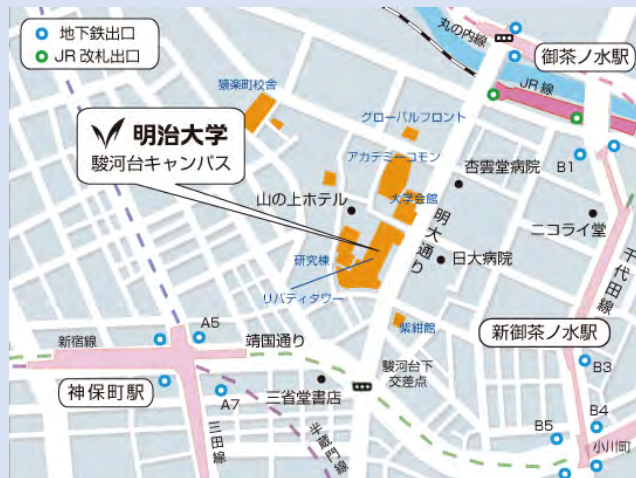 地下鉄出口
JR 改札出口
丸の内線
御茶ノ水駅
JR 線
猿楽町校舎
グローバルフロント
明治大学
駿河台キャンパス
アカデミーコモン
杏雲堂病院
B1
山の上ホテル
大学会館
明大通り
ニコライ堂
研究棟
日大病院
リバティタワー
千代田線
紫紺館
新御茶ノ水駅
新宿線
A5
靖国通り
駿河台下
交差点
B3
神保町駅
A7
三省堂書店
三田線
半蔵門線
B4
B5
小川町